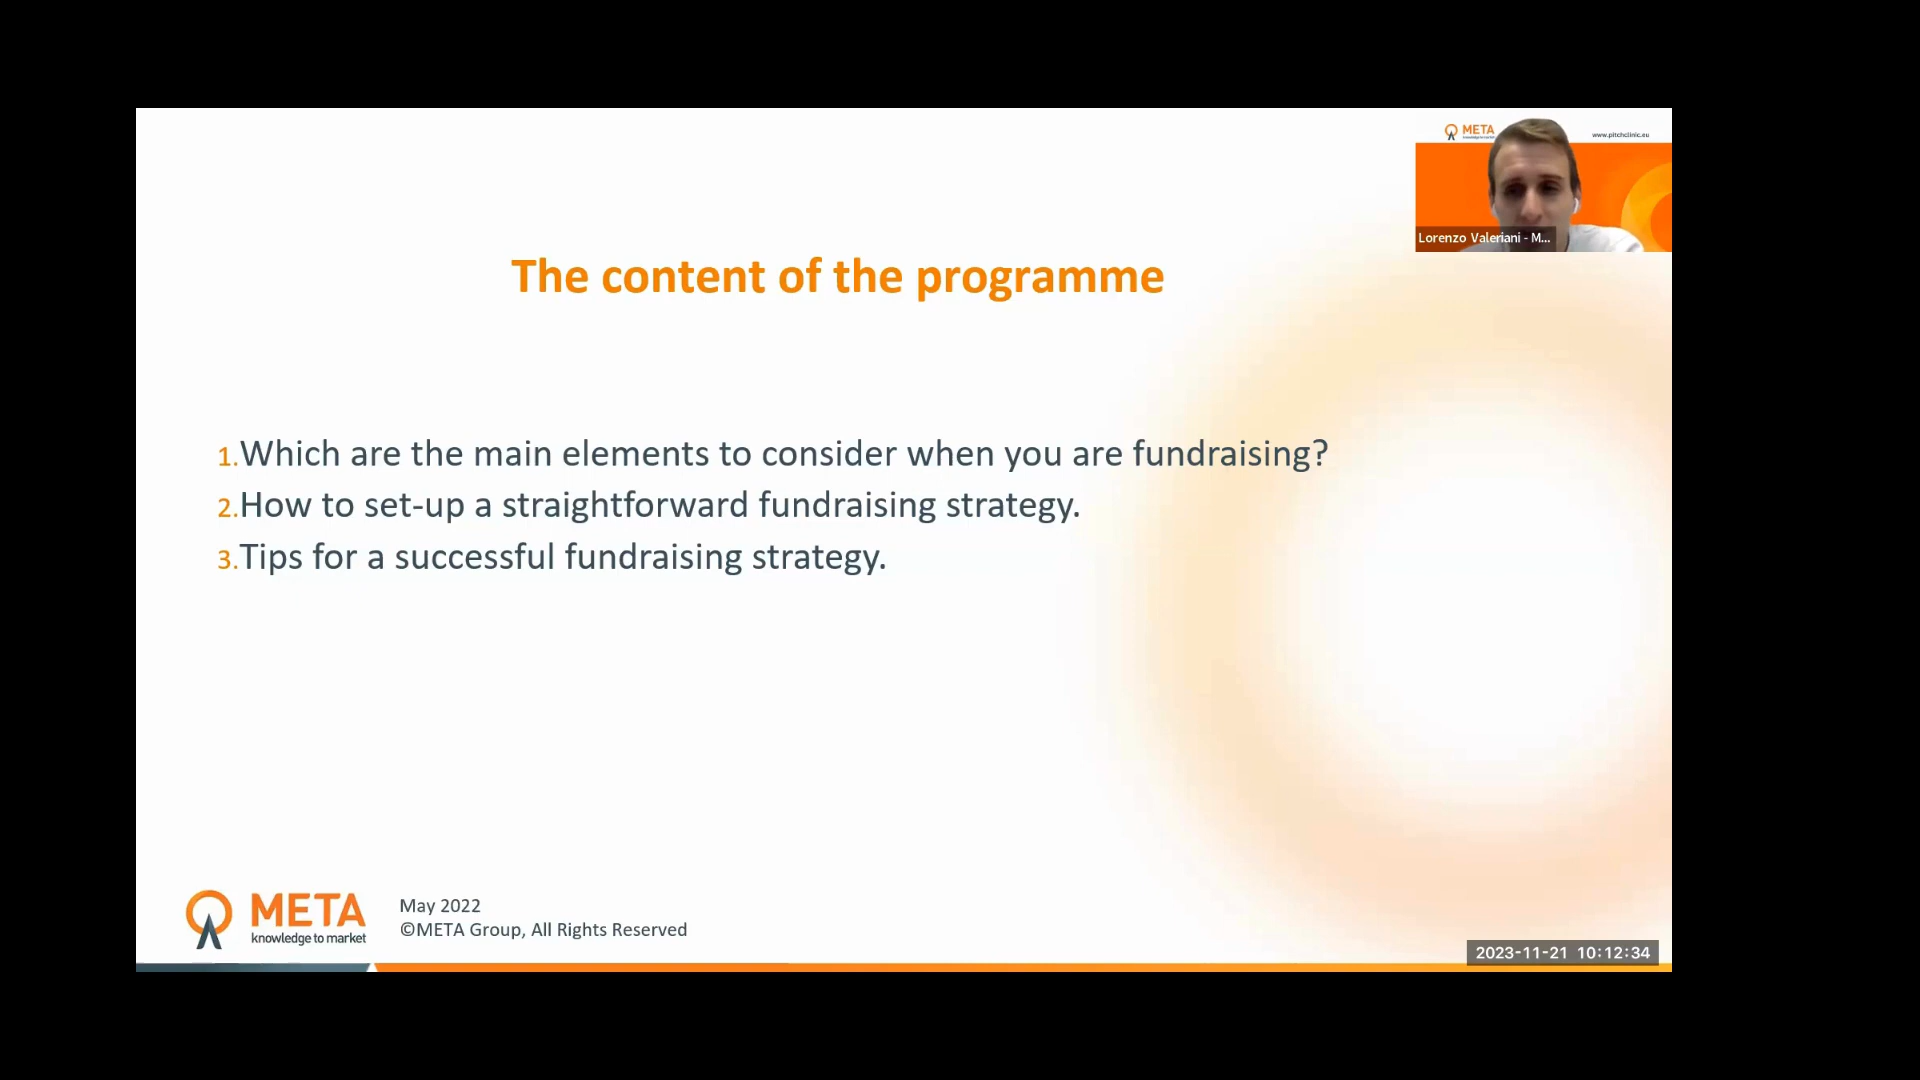 META
www.pitchclinic.eu
Lorenzo Valeriani - M...
The content of the programme
1.Which are the main elements to consider when you are fundraising?
2.How to set-up a straightforward fundraising strategy.
3.Tips for a successful fundraising strategy.
META
knowledge to market
May 2022
©META Group, All Rights Reserved
2023-11-21 10:12:34